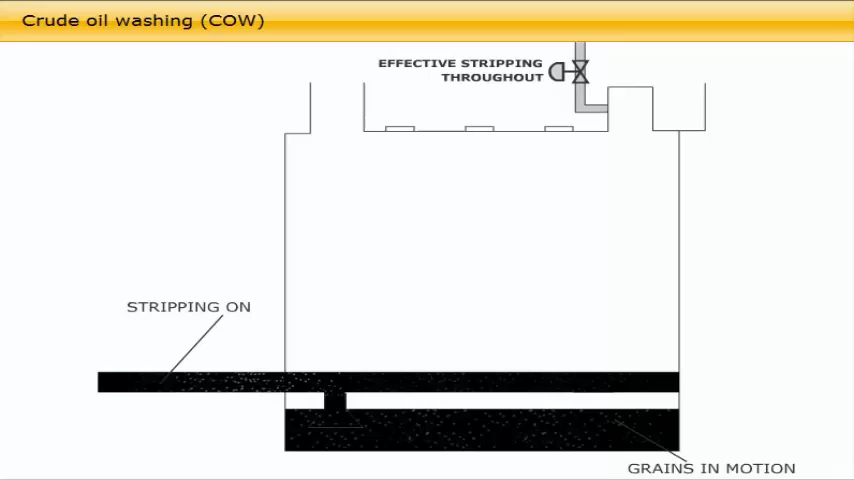 Crude oil washing (COW)
EFFECTIVE STRIPPING
THROUGHOUT
STRIPPING ON
GRAINS IN MOTION